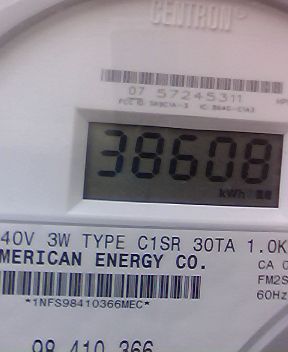 CENTRON
07 57245311
38608
kWh
40V 3W TYPE C1SR 30TA 1.0K
MERICAN ENERGY CO.
CA 0
FM2S
*1NFS98410366MEC*
60Hz
98 410 366